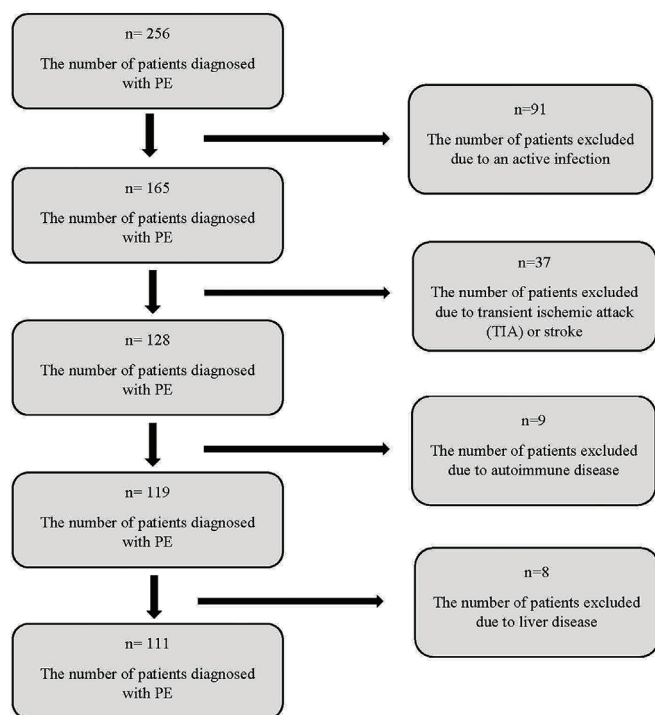 n= 256
The number of patients diagnosed
with PE
n=91
The number of patients excluded
due to an active infection
n= 165
The number of patients diagnosed
with PE
n=37
The number of patients excluded
due to transient ischemic attack
(TIA) or stroke
n= 128
The number of patients diagnosed
with PE
n=9
The number of patients excluded
due to autoimmune disease
n= 119
The number of patients diagnosed
with PE
n=8
The number of patients excluded
due to liver disease
n= 111
The number of patients diagnosed
with PE